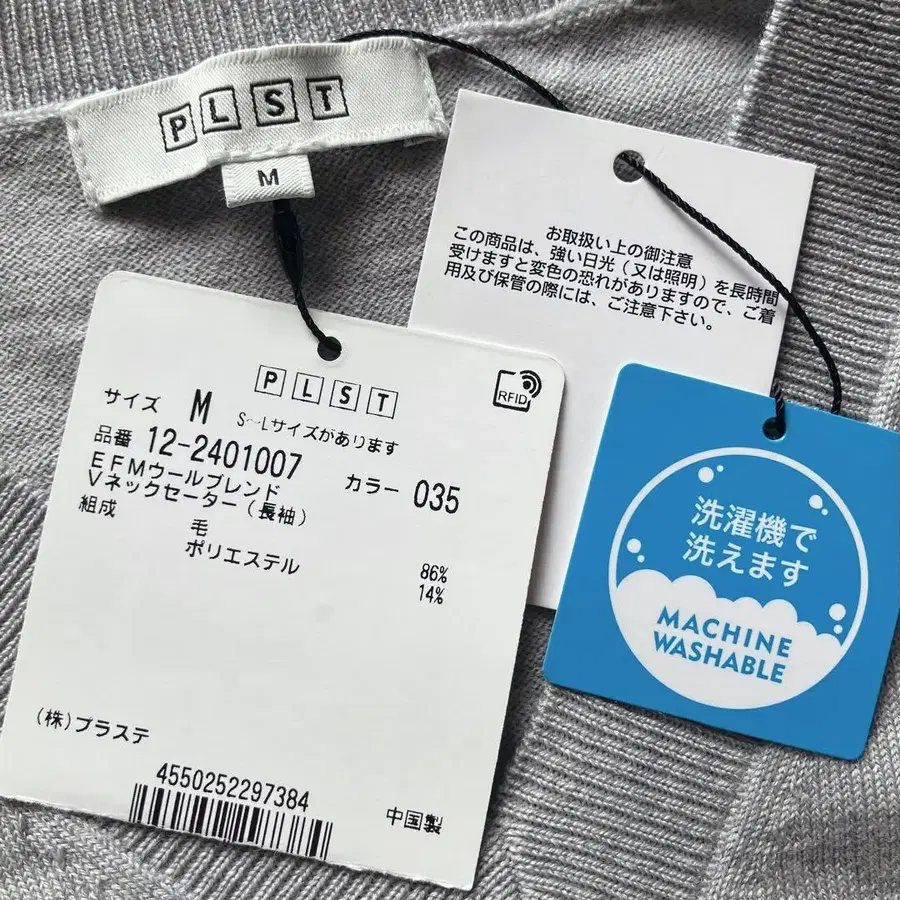 PLST
M
お取扱い上の御注意
この商品は、強い日光(又は照明)を長時間
受けますと変色の恐れがありますので、ご着
用及び保管の際には、ご注意下さい。
PLST
RFID
サイズ M S〜Lサイズがあります
品番 12-2401007
EFMウールブレンド カラー 035
Vネックセーター(長袖)
組成 毛 86%
ポリエステル 14%
(株)プラステ
4550252297384
中国製
洗濯機で
洗えます
MACHINE
WASHABLE